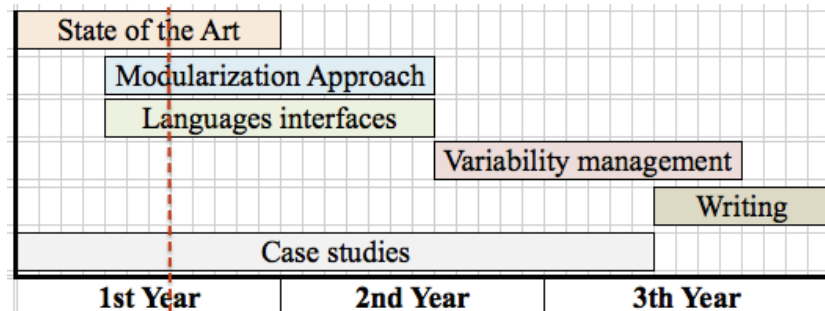 State of the Art
Modularization Approach
Languages interfaces
Variability management
Writing
Case studies
1st Year 2nd Year 3th Year